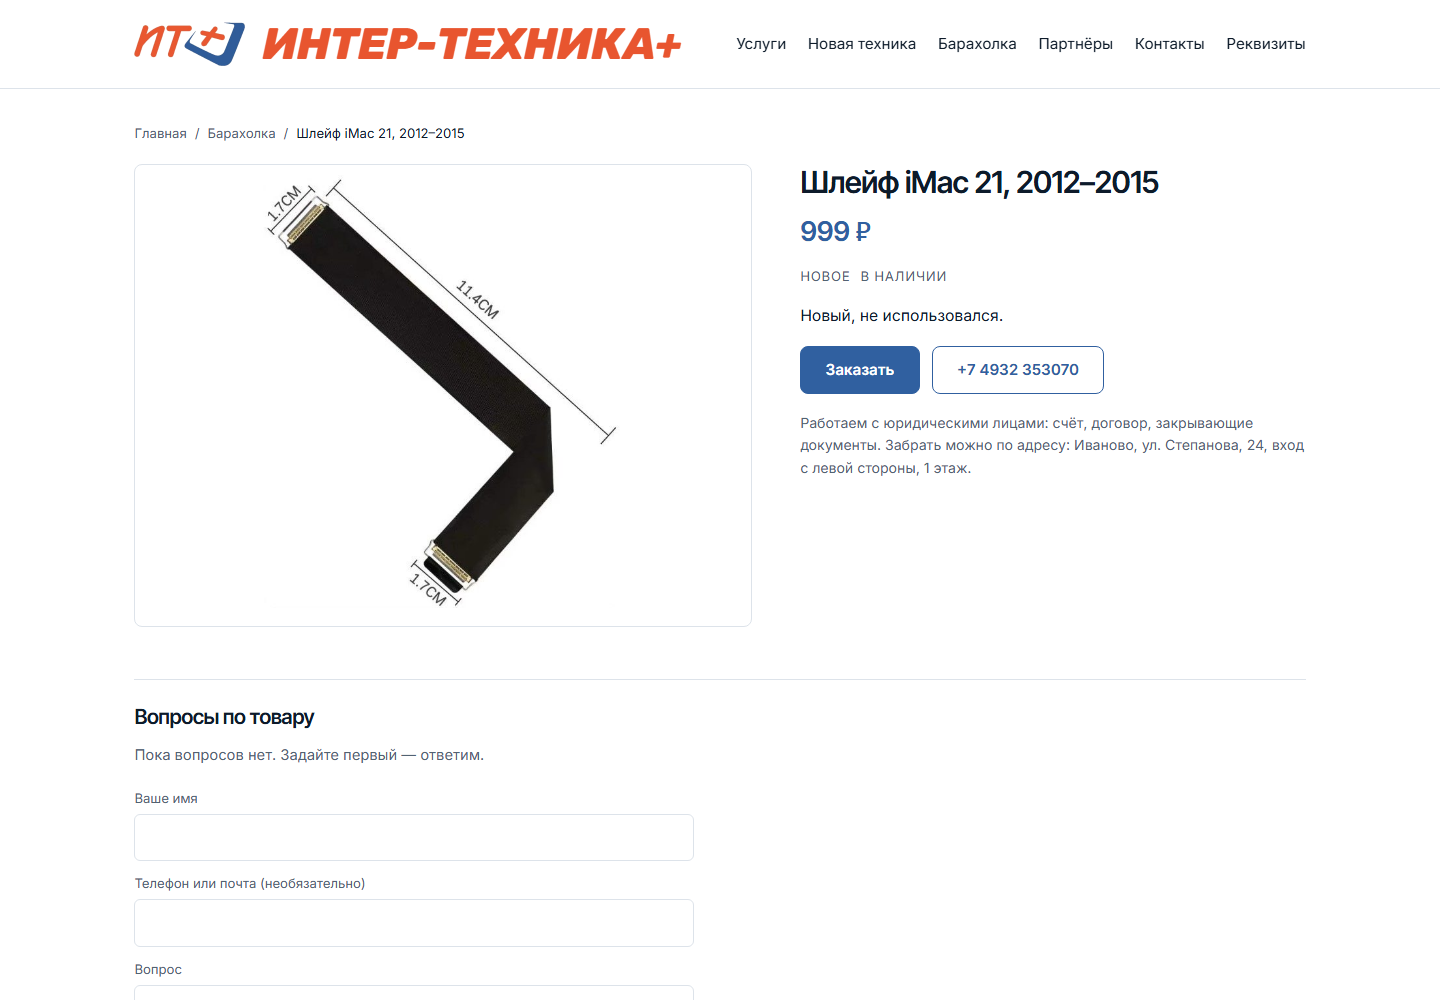 ИТ+ ИНТЕР-ТЕХНИКА+
Услуги Новая техника Барахолка Партнёры Контакты Реквизиты
Главная / Барахолка / Шлейф iMac 21, 2012–2015
1.7CM
11.4CM
1.7CM
Шлейф iMac 21, 2012–2015
999 ₽
НОВОЕ В НАЛИЧИИ
Новый, не использовался.
Заказать
+7 4932 353070
Работаем с юридическими лицами: счёт, договор, закрывающие
документы. Забрать можно по адресу: Иваново, ул. Степанова, 24, вход
с левой стороны, 1 этаж.
Вопросы по товару
Пока вопросов нет. Задайте первый — ответим.
Ваше имя
Телефон или почта (необязательно)
Вопрос